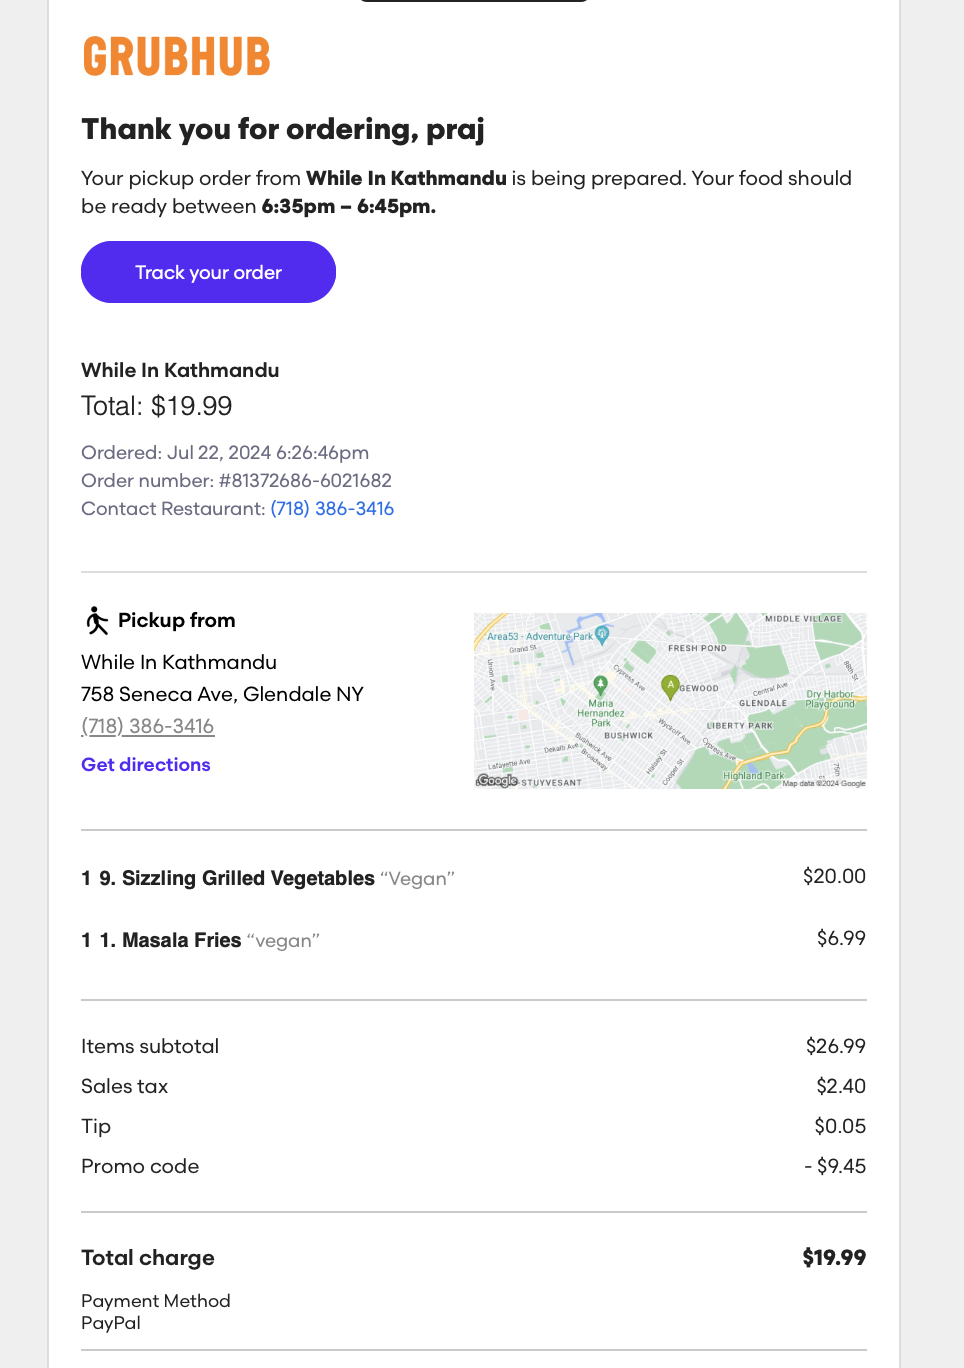 GRUBHUB
Thank you for ordering, praj
Your pickup order from While In Kathmandu is being prepared. Your food should
be ready between 6:35pm – 6:45pm.
Track your order
While In Kathmandu
Total: $19.99
Ordered: Jul 22, 2024 6:26:46pm
Order number: #81372686-6021682
Contact Restaurant: (718) 386-3416
Pickup from
While In Kathmandu
758 Seneca Ave, Glendale NY
(718) 386-3416
Get directions
MIDDLE VILLAGE
Area53 - Adventure Park
Grand St
FRESH POND
88th St
Union Ave
Cypress Ave
A
GEWOOD
Central Ave
GLENDALE
Dry Harbor
Playground
Maria
Hernandez
Park
LIBERTY PARK
Wyckoff Ave
BUSHWICK
Bushwick Ave
Dekalb Ave
Broadway
Cypress Ave
Halsey St
Cooper St
Lafayette Ave
75th
Highland Park
Google
STUYVESANT
Map data ©2024 Google
1 9. Sizzling Grilled Vegetables “Vegan” $20.00
1 1. Masala Fries “vegan” $6.99
Items subtotal $26.99
Sales tax $2.40
Tip $0.05
Promo code - $9.45
Total charge $19.99
Payment Method
PayPal